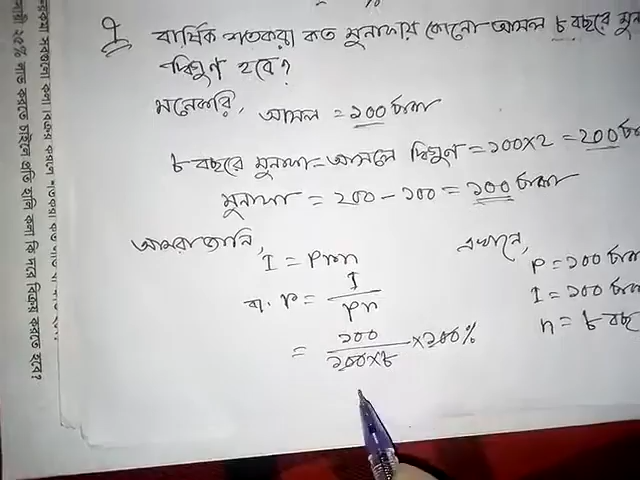 বার্ষিক শতকরা কত মুনাফায় কোনো আসল ৮ বছরে
দ্বিগুণ হবে?
মনেকরি, আসল = ১০০ টাকা
৮ বছরে মুনাফা-আসলে দ্বিগুণ = ১০০×২ = ২০০ টাকা
মুনাফা = ২০০ - ১০০ = ১০০ টাকা
আমরা জানি,
I = Prn
বা, r = I / Pn
= ১০০ / ১০০×৮ ×১০০%
এখানে,
P = ১০০ টাকা
I = ১০০ টাকা
n = ৮ বছ